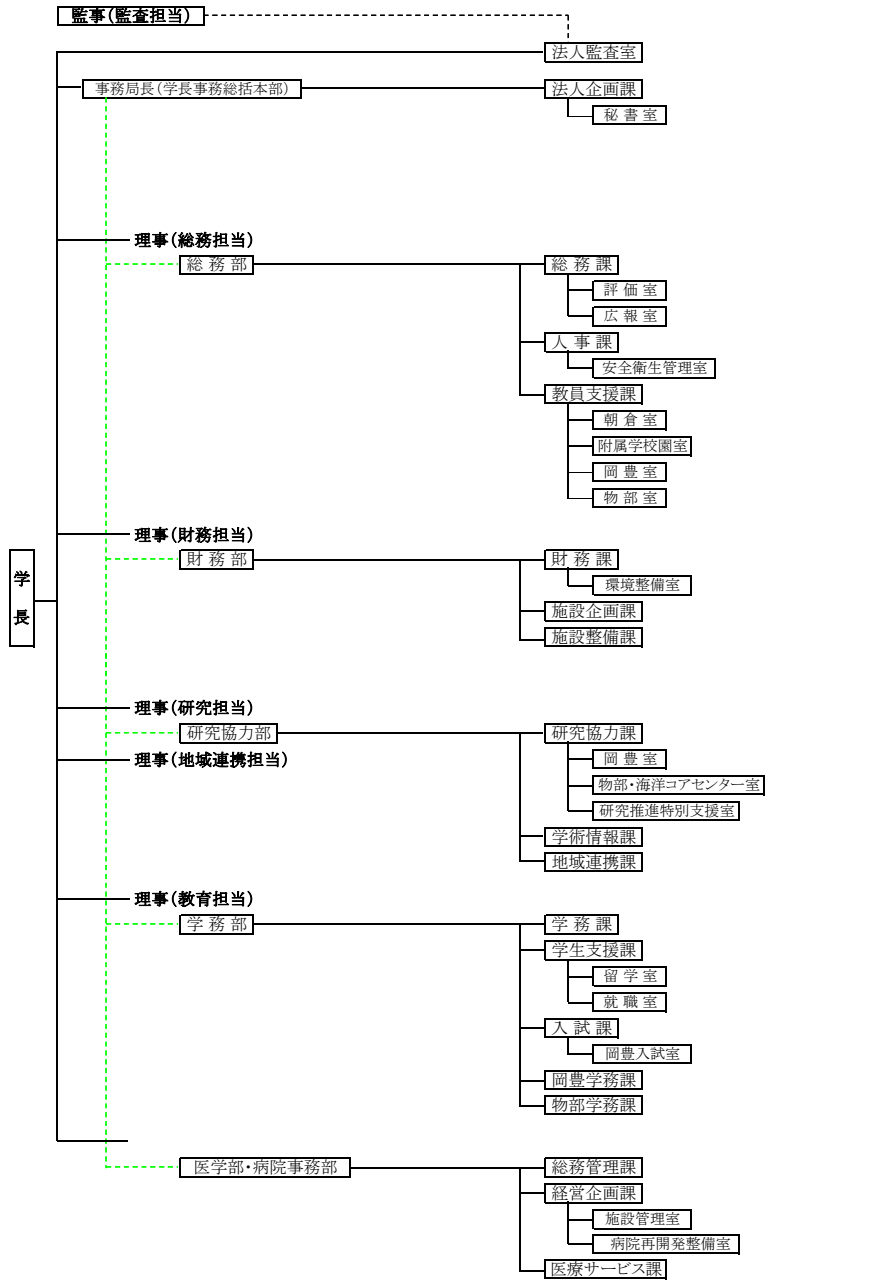 監事(監査担当)
法人監査室
事務局長(学長事務総括本部)
法人企画課
秘書室
理事(総務担当)
総務部
総務課
評価室
広報室
人事課
安全衛生管理室
教員支援課
朝倉室
附属学校園室
岡豊室
物部室
理事(財務担当)
財務部
財務課
環境整備室
施設企画課
施設整備課
学長
理事(研究担当)
研究協力部
研究協力課
理事(地域連携担当)
岡豊室
物部・海洋コアセンター室
研究推進特別支援室
学術情報課
地域連携課
理事(教育担当)
学務部
学務課
学生支援課
留学室
就職室
入試課
岡豊入試室
岡豊学務課
物部学務課
医学部・病院事務部
総務管理課
経営企画課
施設管理室
病院再開発整備室
医療サービス課